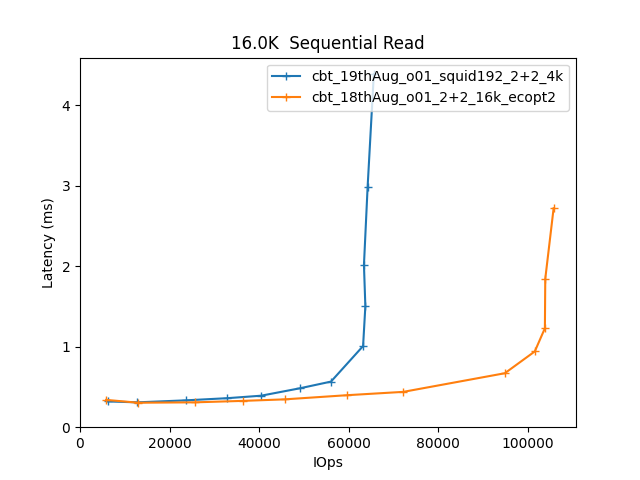 16.0K  Sequential Read
cbt_19thAug_o01_squid192_2+2_4k
cbt_18thAug_o01_2+2_16k_ecopt2
Latency (ms)
4
3
2
1
0
0 20000 40000 60000 80000 100000
IOps